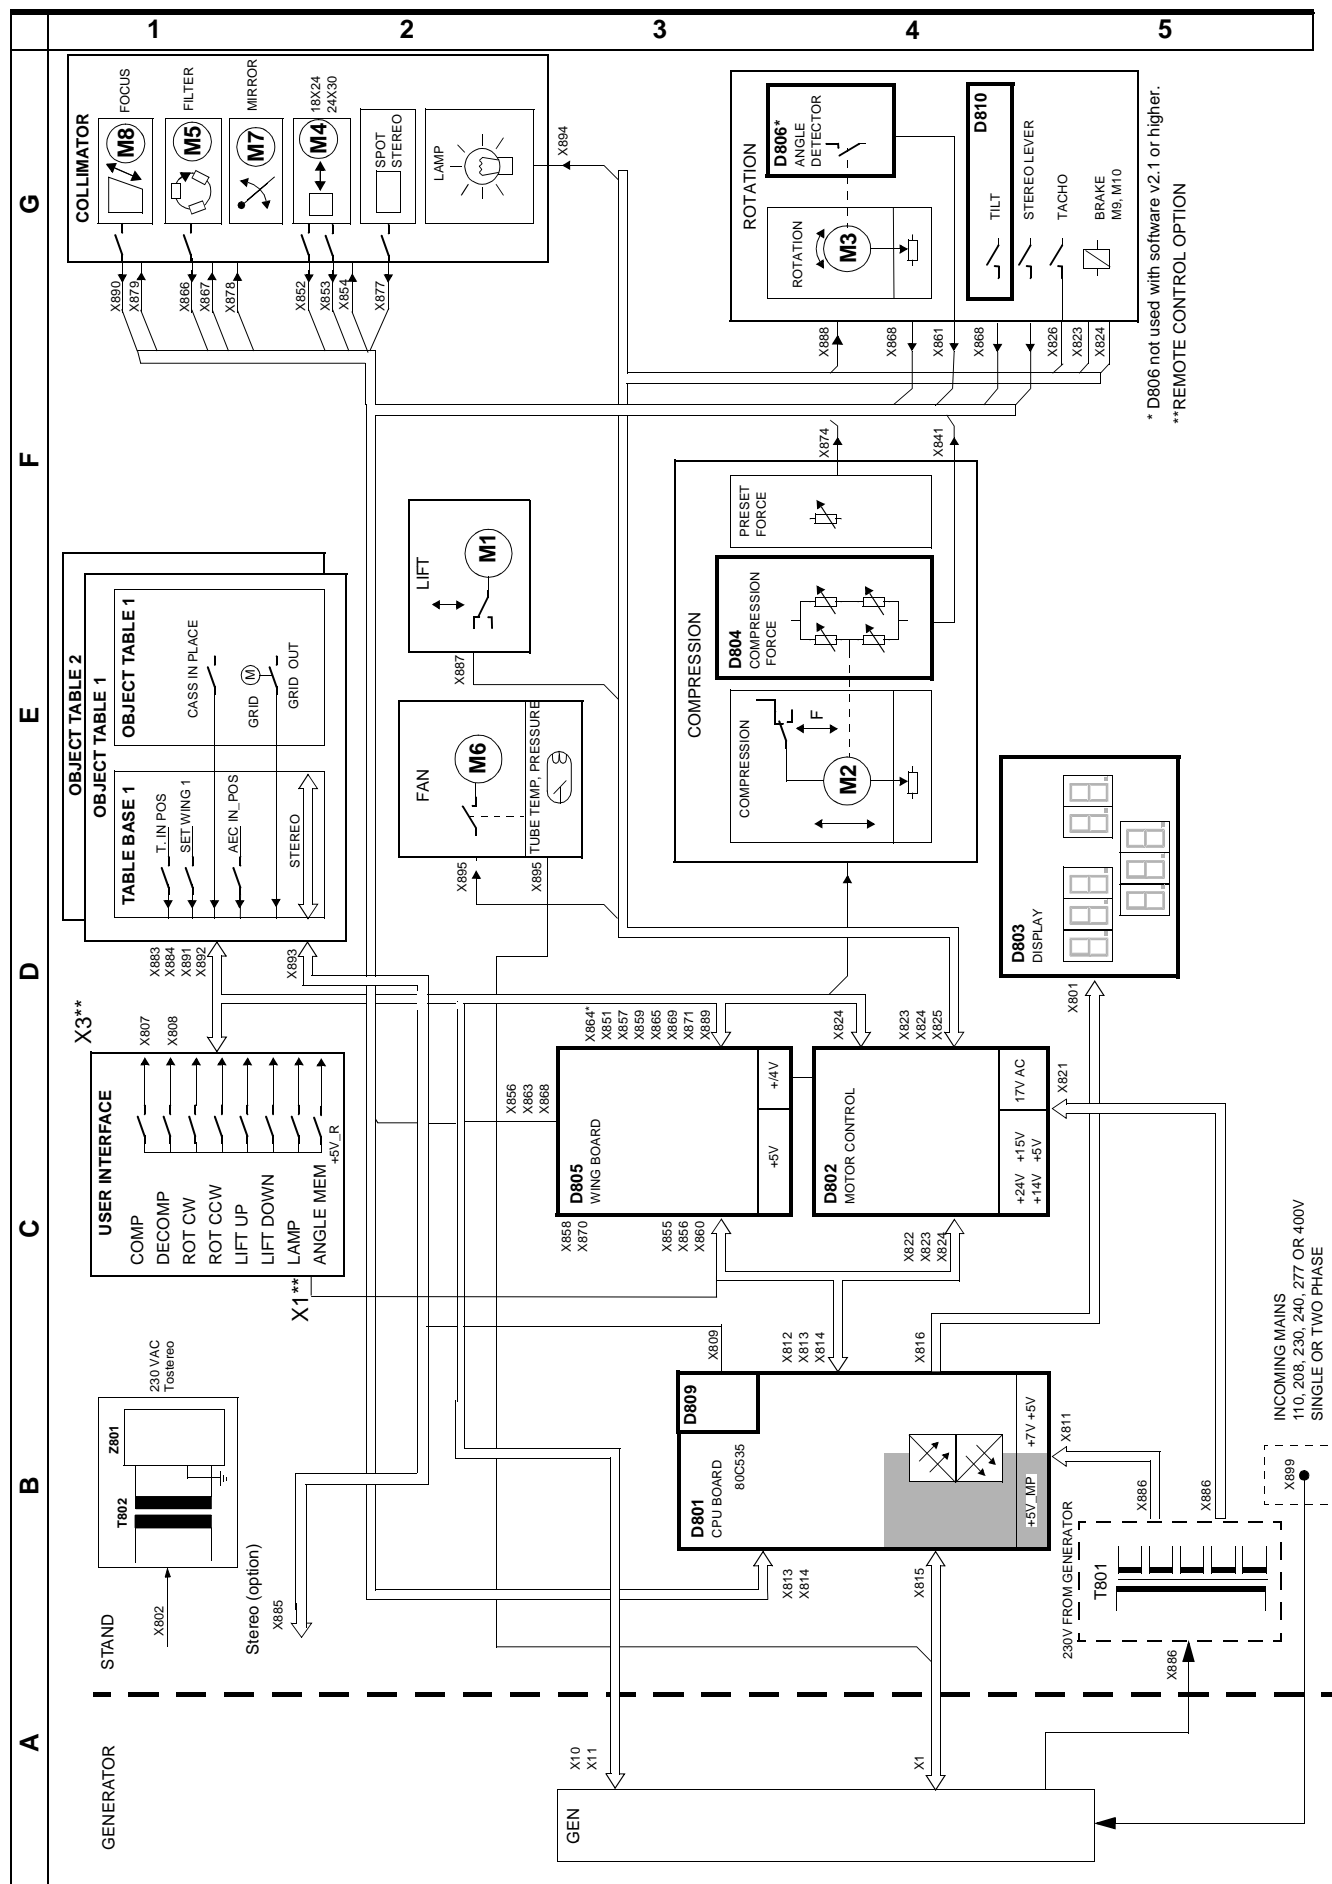 1
2
3
4
5
G
F
E
D
C
B
A
COLLIMATOR
M8
FOCUS
M5
FILTER
M7
MIRROR
M4
18X24
24X30
SPOT
STEREO
LAMP
X894
X890
X879
X866
X867
X878
X852
X853
X854
X877
ROTATION
D806*
ANGLE
DETECTOR
ROTATION
M3
D810
TILT
STEREO LEVER
TACHO
BRAKE
M9, M10
X888
X868
X861
X868
X826
X823
X824
* D806 not used with software v2.1 or higher.
**REMOTE CONTROL OPTION
OBJECT TABLE 2
OBJECT TABLE 1
OBJECT TABLE 1
CASS IN PLACE
GRID
M
GRID OUT
TABLE BASE 1
T. IN POS
SET WING 1
AEC IN_POS
STEREO
X883
X884
X891
X892
X893
LIFT
M1
X887
FAN
M6
TUBE TEMP, PRESSURE
X895
X895
COMPRESSION
PRESET
FORCE
X874
X841
D804
COMPRESSION
FORCE
COMPRESSION
F
M2
D803
DISPLAY
X801
X3**
X807
X808
USER INTERFACE
COMP
DECOMP
ROT CW
ROT CCW
LIFT UP
LIFT DOWN
LAMP
ANGLE MEM
+5V_R
X1**
X864*
X851
X857
X859
X865
X869
X871
X889
X856
X863
X868
D805
WING BOARD
+5V
+/4V
X858
X870
X855
X856
X860
X824
X823
X824
X825
D802
MOTOR CONTROL
17V AC
+24V +15V
+14V +5V
X821
X822
X823
X824
230 VAC
Tostereo
Z801
T802
X802
STAND
Stereo (option)
X885
X809
X812
X813
X814
X816
D809
D801
CPU BOARD
80C535
+5V_MP
+7V +5V
X811
X813
X814
X815
X886
X886
230V FROM GENERATOR
T801
X886
INCOMING MAINS
110, 208, 230, 240, 277 OR 400V
SINGLE OR TWO PHASE
X899
GENERATOR
X10
X11
X1
GEN